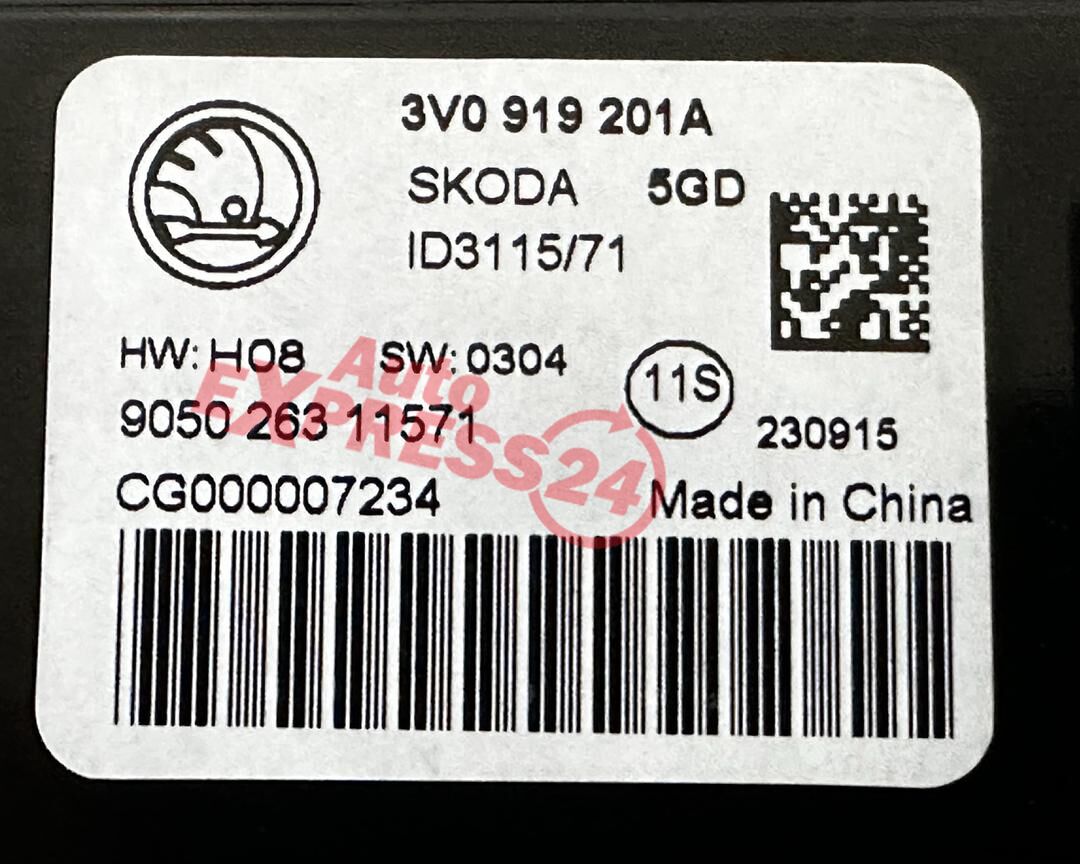 3V0 919 201A
SKODA 5GD
ID3115/71
HW: H08 SW: 0304
11S
9050 263 11571
230915
CG000007234
Made in China
Auto
EXPRESS24